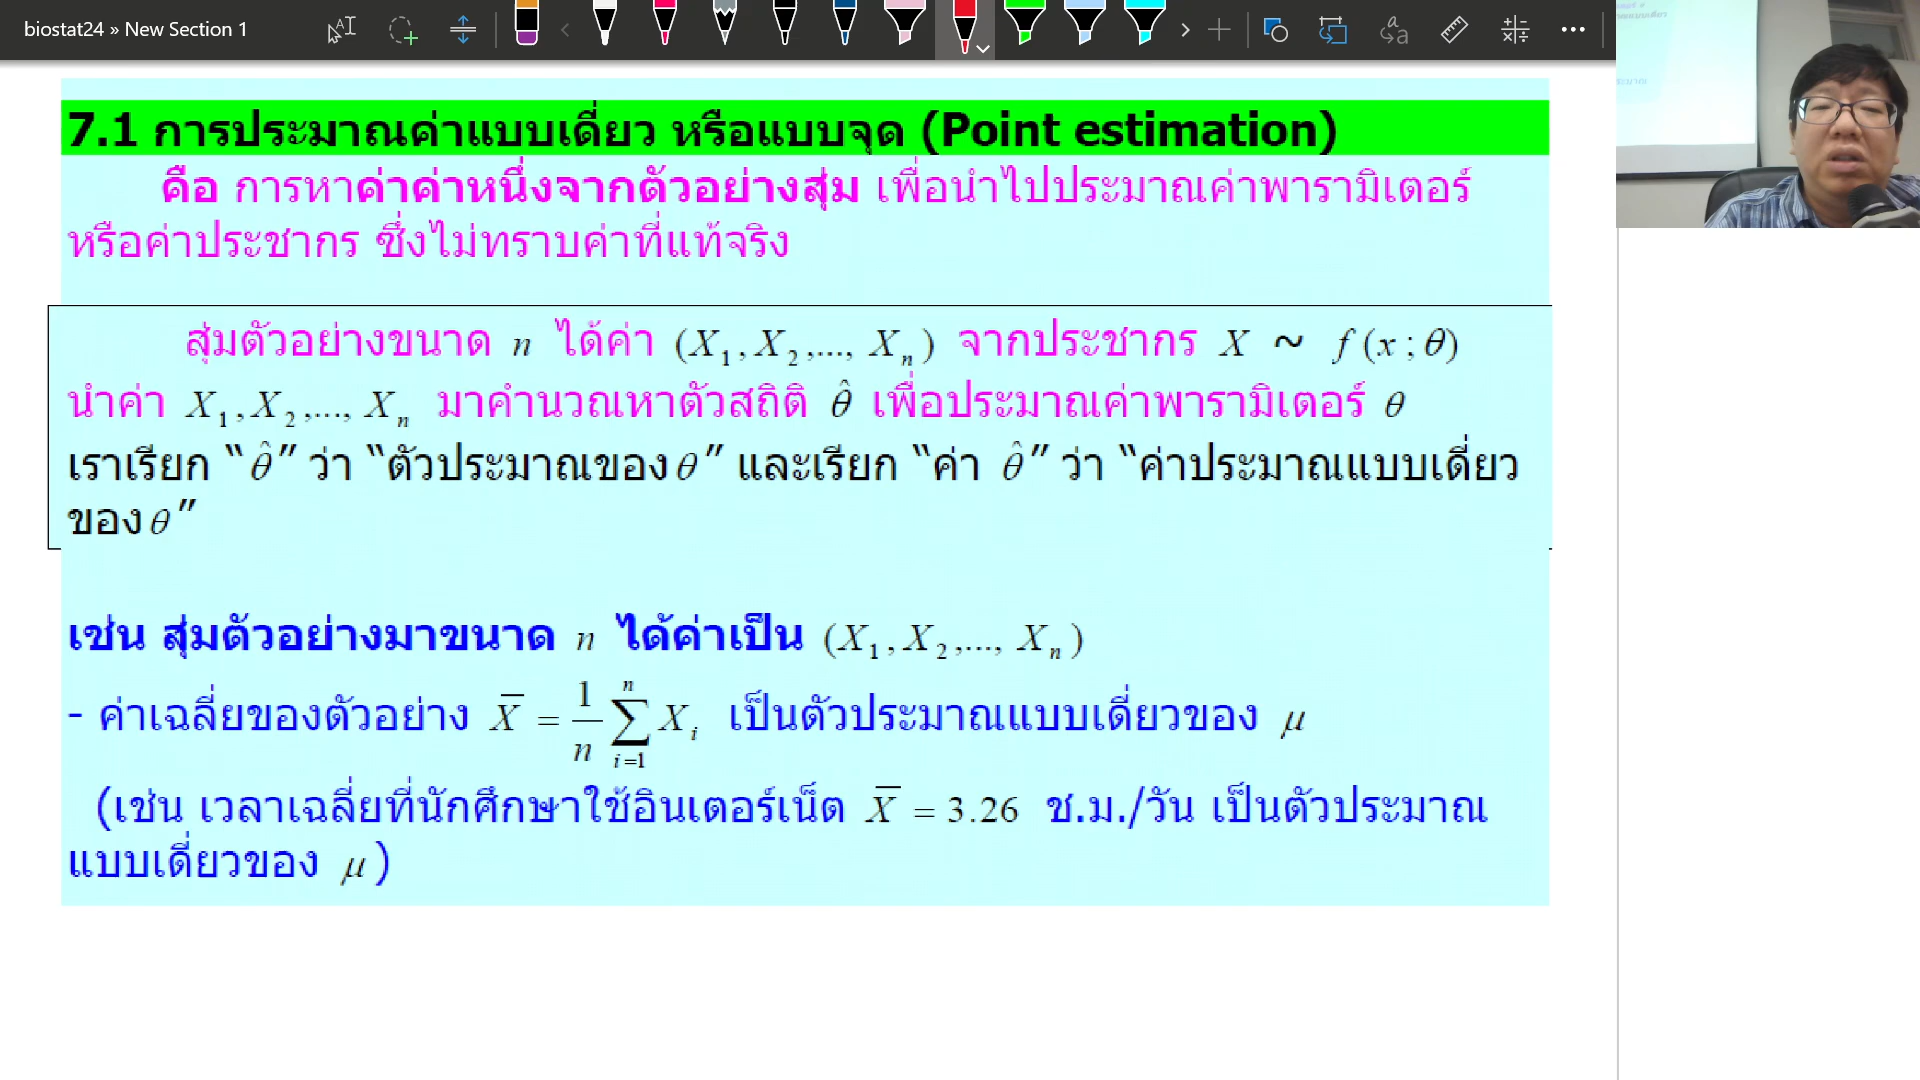 biostat24 » New Section 1
7.1 การประมาณค่าแบบเดี่ยว หรือแบบจุด (Point estimation)
คือ การหาค่าค่าหนึ่งจากตัวอย่างสุ่ม เพื่อนำไปประมาณค่าพารามิเตอร์
หรือค่าประชากร ซึ่งไม่ทราบค่าที่แท้จริง
สุ่มตัวอย่างขนาด n ได้ค่า (X₁, X₂,..., Xₙ) จากประชากร X ~ f(x;θ)
นำค่า X₁, X₂,..., Xₙ มาคำนวณหาตัวสถิติ θ̂ เพื่อประมาณค่าพารามิเตอร์ θ
เราเรียก “θ̂” ว่า “ตัวประมาณของθ” และเรียก “ค่า θ̂” ว่า “ค่าประมาณแบบเดี่ยว
ของθ”
เช่น สุ่มตัวอย่างมาขนาด n ได้ค่าเป็น (X₁, X₂,..., Xₙ)
- ค่าเฉลี่ยของตัวอย่าง X̄ = 1/n ∑ᵢ₌₁ⁿ Xᵢ เป็นตัวประมาณแบบเดี่ยวของ μ
(เช่น เวลาเฉลี่ยที่นักศึกษาใช้อินเตอร์เน็ต X̄ = 3.26 ช.ม./วัน เป็นตัวประมาณ
แบบเดี่ยวของ μ)